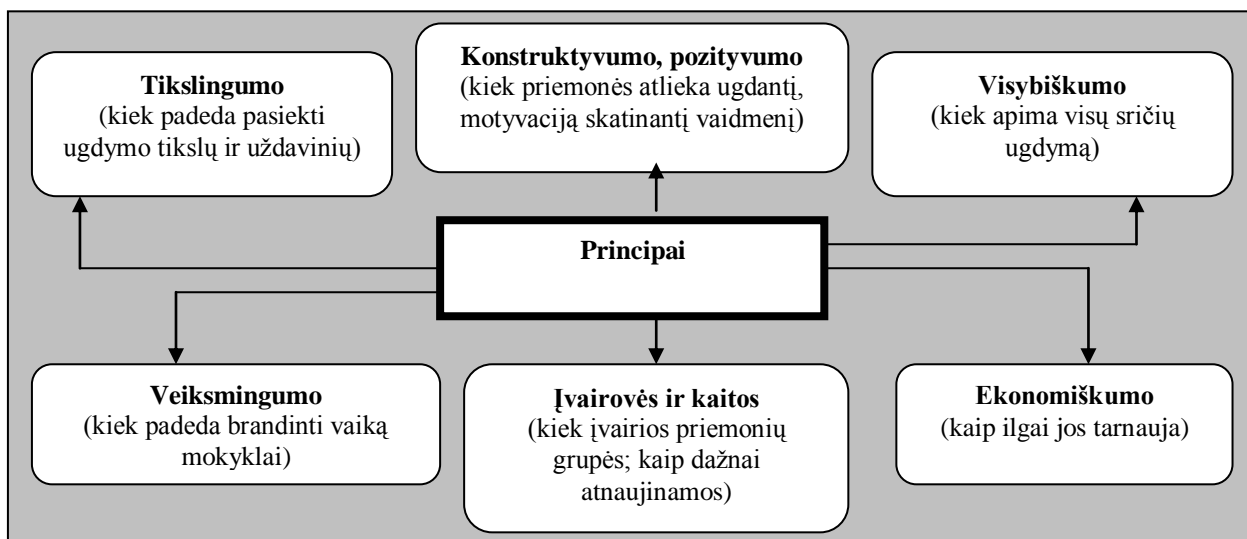 Tikslingumo
(kiek padeda pasiekti
ugdymo tikslų ir uždavinių)
Konstruktyvumo, pozityvumo
(kiek priemonės atlieka ugdantį,
motyvaciją skatinantį vaidmenį)
Visybiškumo
(kiek apima visų sričių
ugdymą)
Principai
Veiksmingumo
(kiek padeda brandinti vaiką
mokyklai)
Įvairovės ir kaitos
(kiek įvairios priemonių
grupės; kaip dažnai
atnaujinamos)
Ekonomiškumo
(kaip ilgai jos tarnauja)